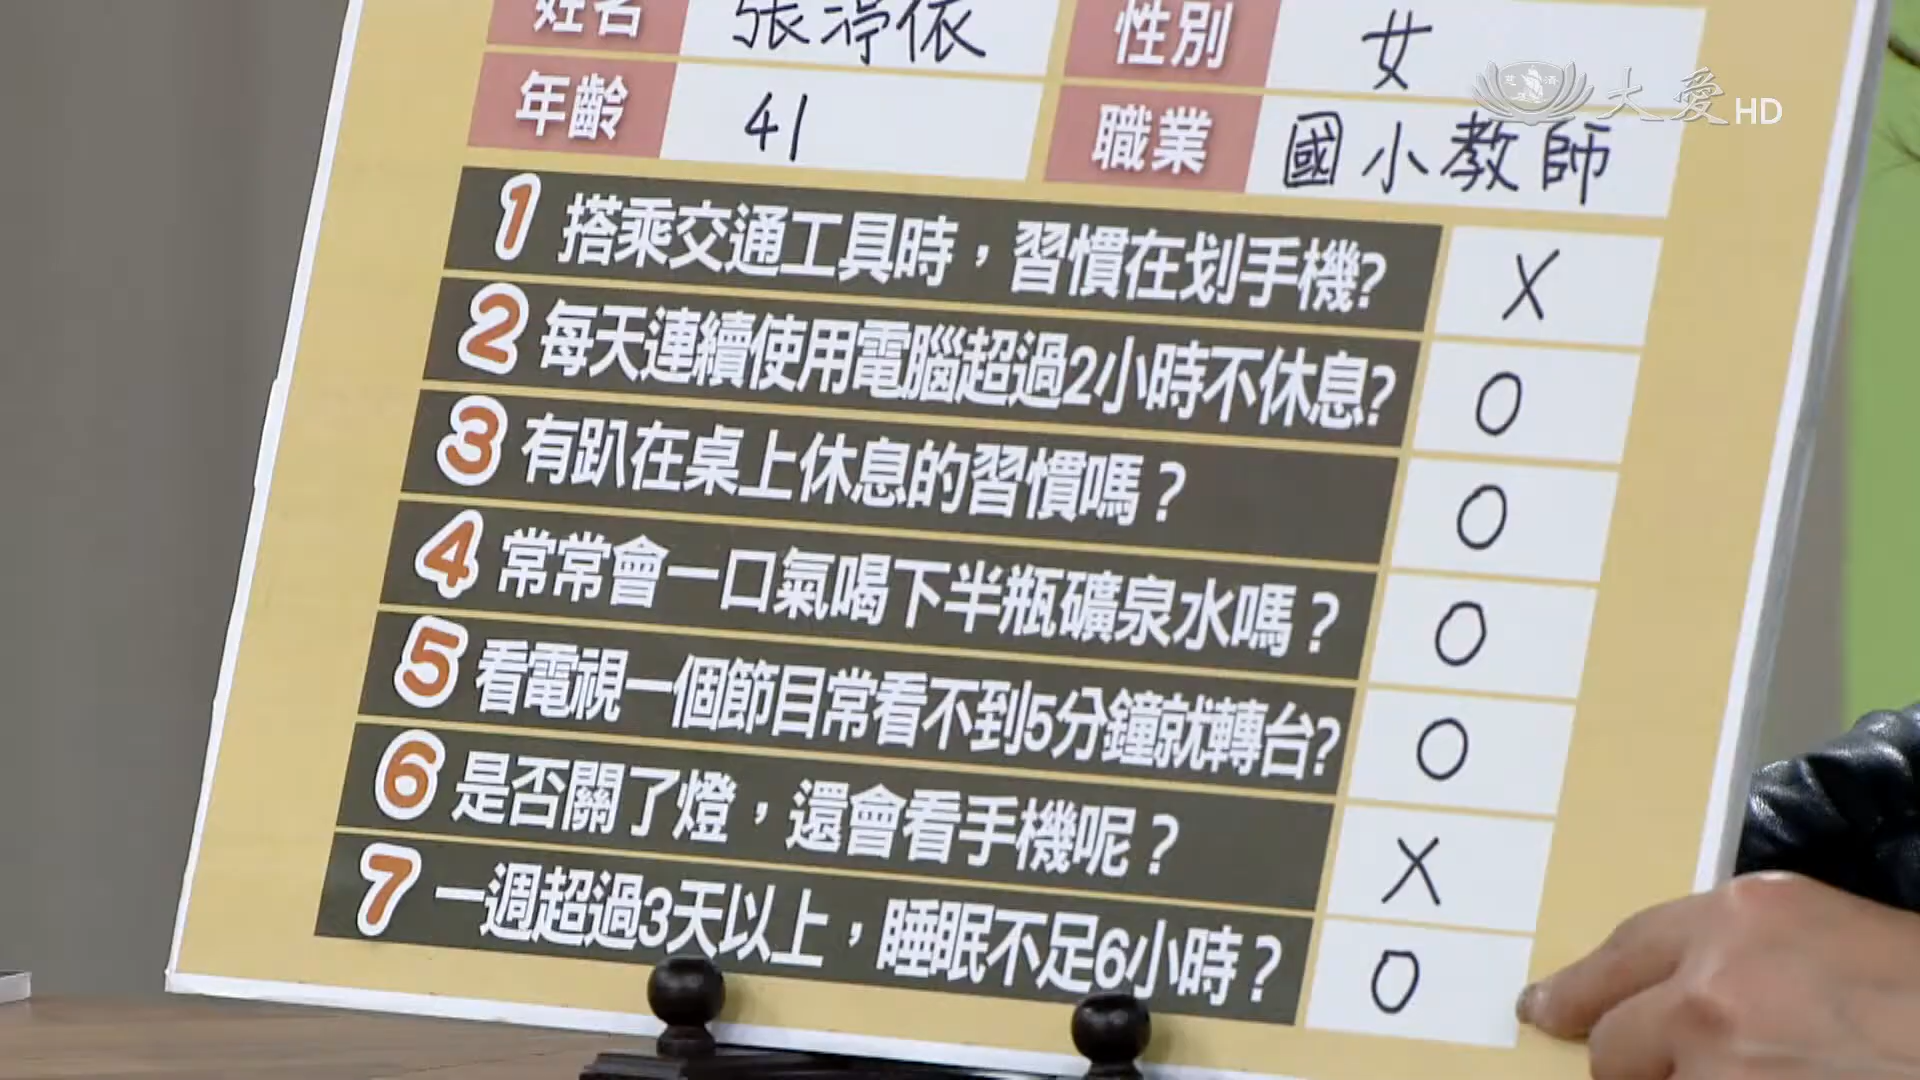 姓名 張渟依 性別 女
年齡 41 職業 國小教師
大愛HD
1 搭乘交通工具時，習慣在划手機? X
2 每天連續使用電腦超過2小時不休息? O
3 有趴在桌上休息的習慣嗎？ O
4 常常會一口氣喝下半瓶礦泉水嗎？ O
5 看電視一個節目常看不到5分鐘就轉台? O
6 是否關了燈，還會看手機呢？ X
7 一週超過3天以上，睡眠不足6小時？ O